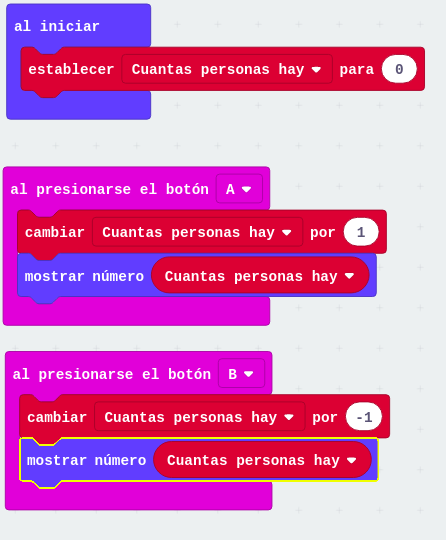 al iniciar
establecer Cuantas personas hay para 0
al presionarse el botón A
cambiar Cuantas personas hay por 1
mostrar número Cuantas personas hay
al presionarse el botón B
cambiar Cuantas personas hay por -1
mostrar número Cuantas personas hay